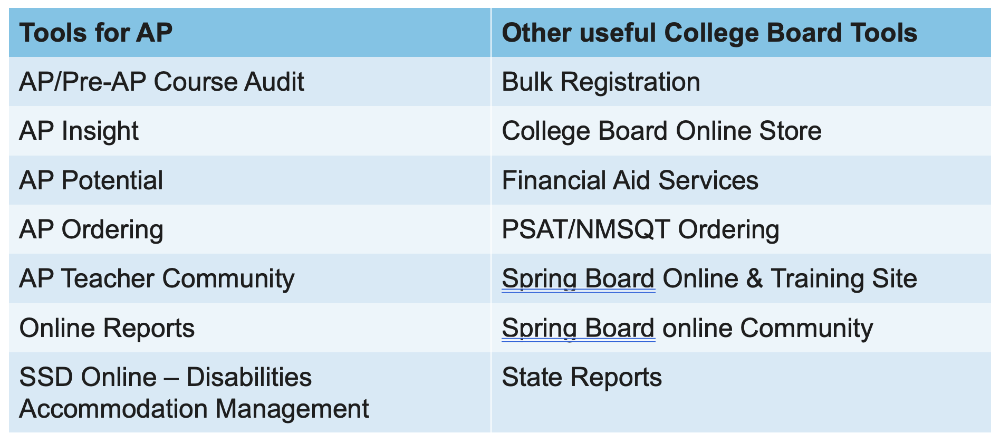 Tools for AP
Other useful College Board Tools
AP/Pre-AP Course Audit
Bulk Registration
AP Insight
College Board Online Store
AP Potential
Financial Aid Services
AP Ordering
PSAT/NMSQT Ordering
AP Teacher Community
Spring Board Online & Training Site
Online Reports
Spring Board online Community
SSD Online – Disabilities
Accommodation Management
State Reports